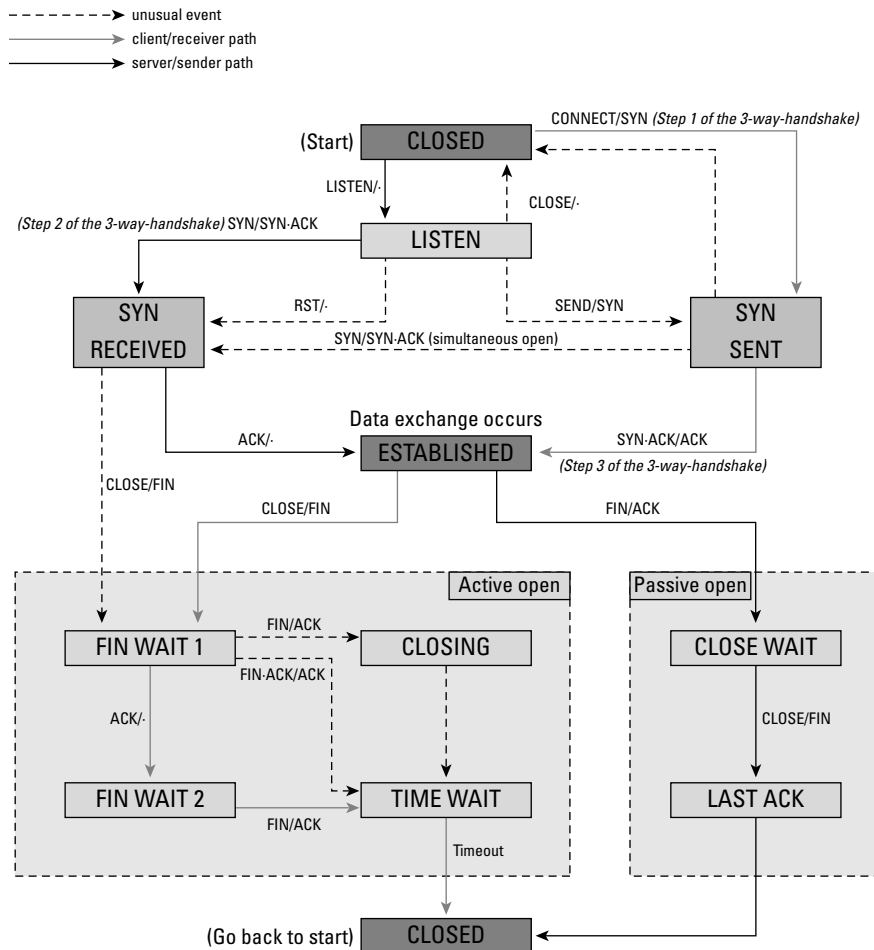 unusual event
client/receiver path
server/sender path
CONNECT/SYN (Step 1 of the 3-way-handshake)
(Start) CLOSED
LISTEN/·
CLOSE/·
(Step 2 of the 3-way-handshake) SYN/SYN·ACK
LISTEN
RST/·
SEND/SYN
SYN
RECEIVED
SYN
SENT
SYN/SYN·ACK (simultaneous open)
Data exchange occurs
ACK/·
ESTABLISHED
SYN·ACK/ACK
(Step 3 of the 3-way-handshake)
CLOSE/FIN
CLOSE/FIN
FIN/ACK
Active open
Passive open
FIN WAIT 1
FIN/ACK
CLOSING
CLOSE WAIT
FIN·ACK/ACK
ACK/·
CLOSE/FIN
FIN WAIT 2
FIN/ACK
TIME WAIT
LAST ACK
Timeout
(Go back to start) CLOSED